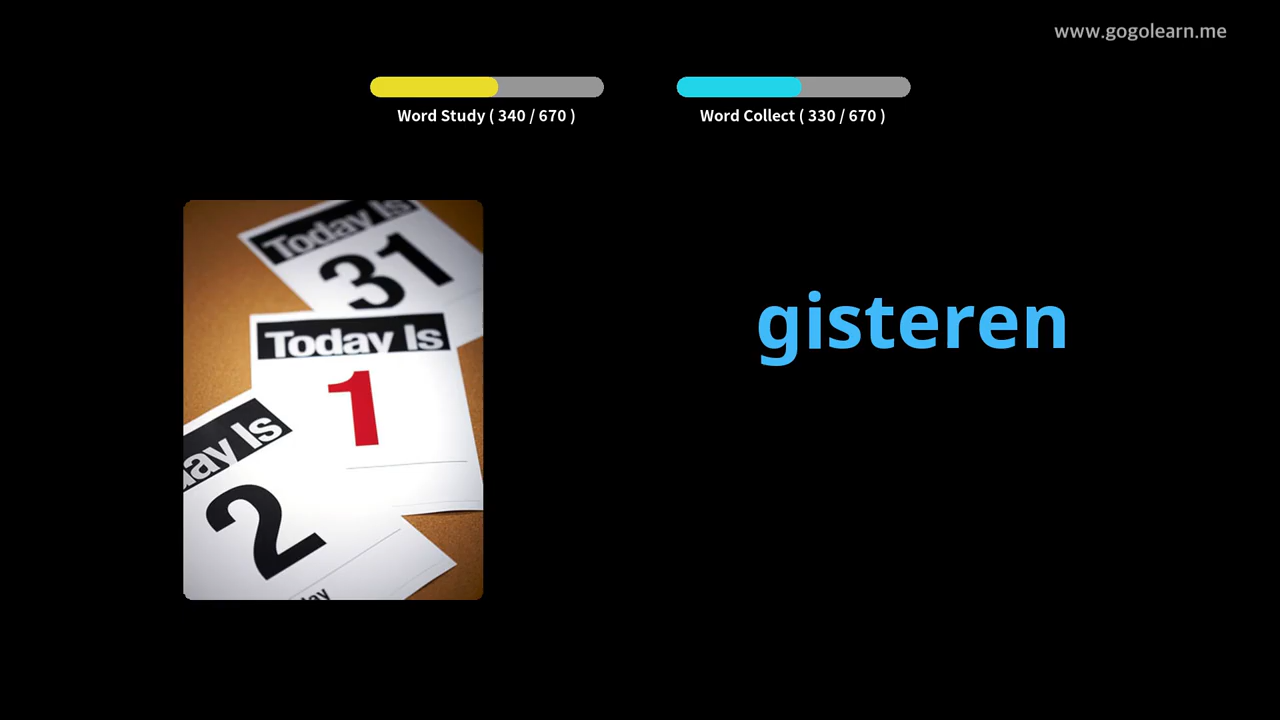 www.gogolearn.me
Word Study ( 340 / 670 )
Word Collect ( 330 / 670 )
Today Is
31
Today Is
1
gisteren
ay Is
2